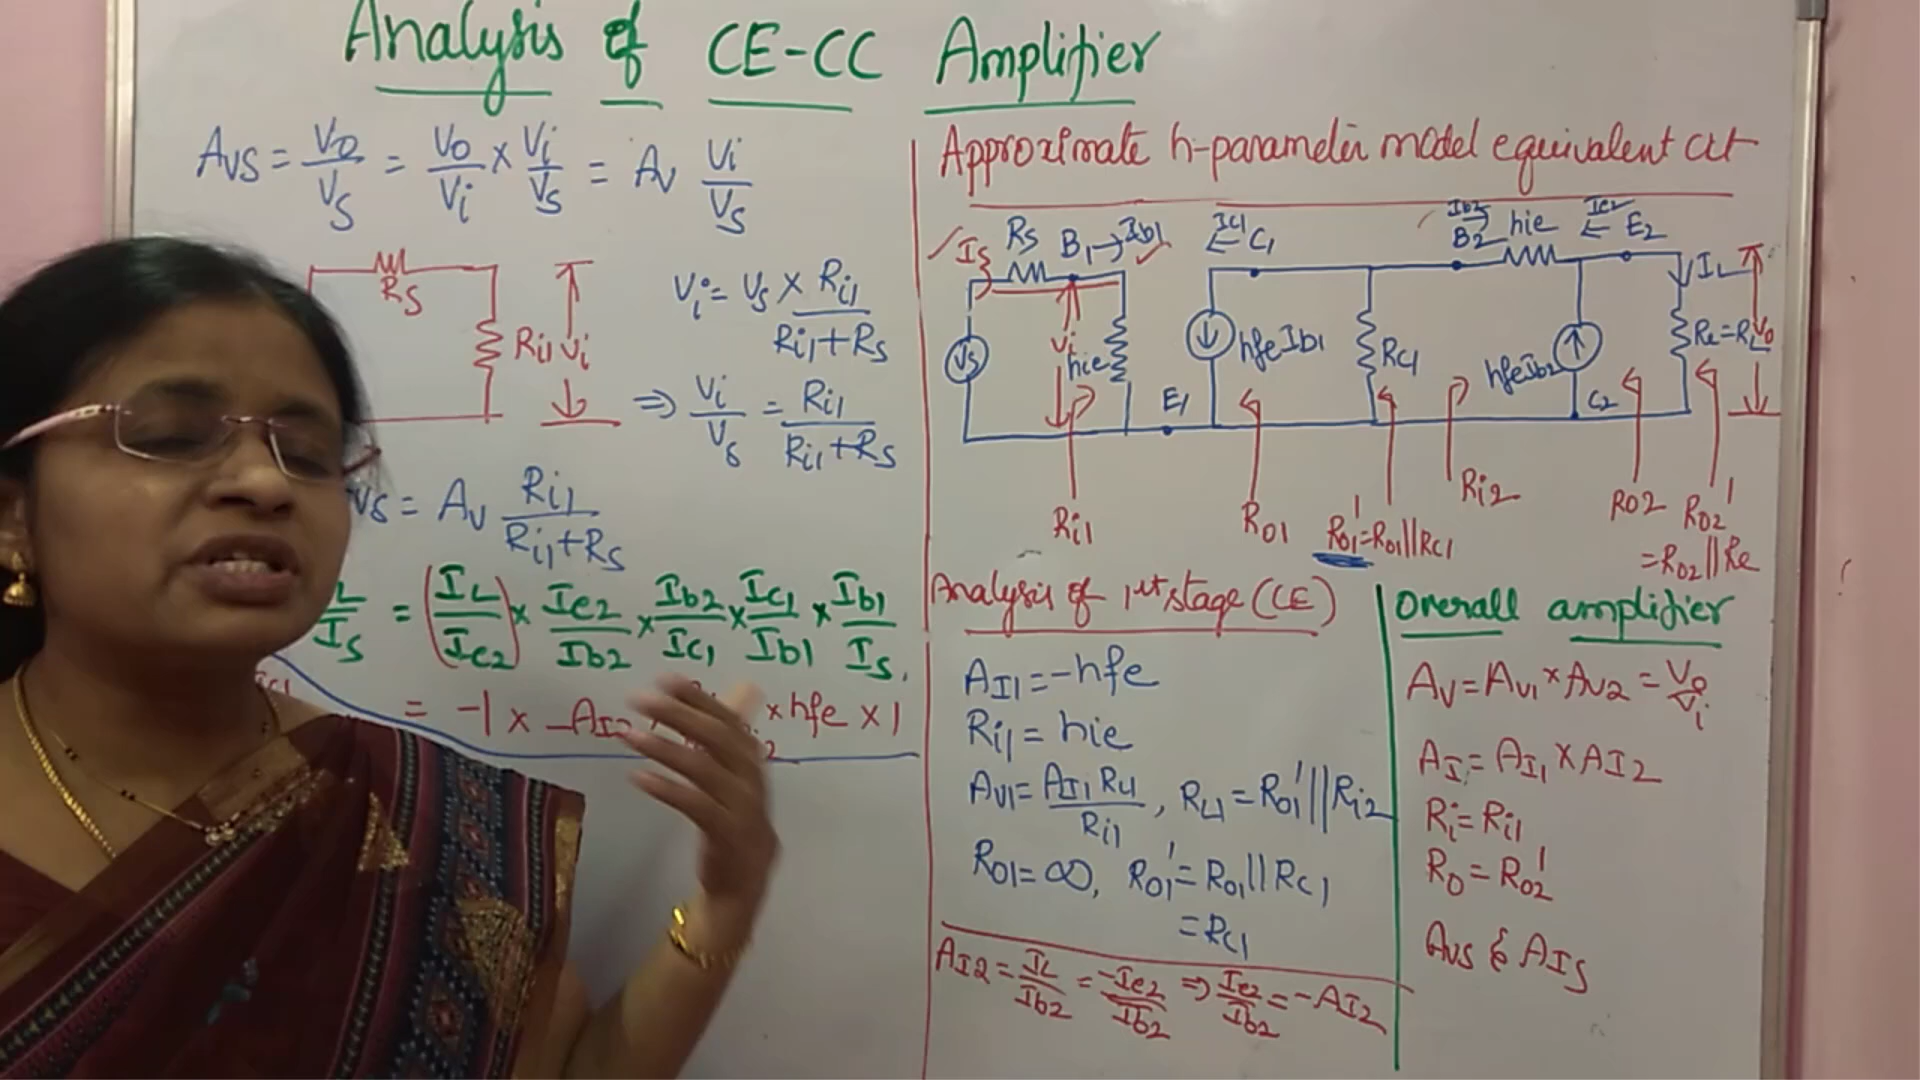 Analysis of CE-CC Amplifier
AVS = Vo/VS = Vo/Vi × Vi/VS = AV Vi/VS
RS
Ri1 Vi
Vi = VS × Ri1/(Ri1+RS)
⇒ Vi/VS = Ri1/(Ri1+RS)
VS = AV Ri1/(Ri1+RS)
L/IS = (IL/Ie2) × Ie2/Ib2 × Ib2/Ic1 × Ic1/Ib1 × Ib1/IS
= -1 × -AI2 × hfe × 1
Approximate h-parameter model equivalent ckt
IS RS B1 → Ib1 Ic1 C1 Ib2 B2 hie Ie2 E2 IL
VS Vi hie hfeIb1 RC1 hfeIb2 Re=RL Vo
E1 C2
Ri1 Ro1 Ro1'=Ro1||RC1 Ri2 Ro2 Ro2'
=Ro2||Re
Analysis of 1st stage (CE)
AI1 = -hfe
Ri1 = hie
AV1 = AI1 RL1/Ri1, RL1 = Ro1' || Ri2
Ro1 = ∞, Ro1' = Ro1 || RC1
= RC1
AI2 = IL/Ib2 = -Ie2/Ib2 ⇒ Ie2/Ib2 = -AI2
Overall amplifier
AV = AV1 × AV2 = Vo/Vi
AI = AI1 × AI2
Ri = Ri1
Ro = Ro2'
AVS & AIS